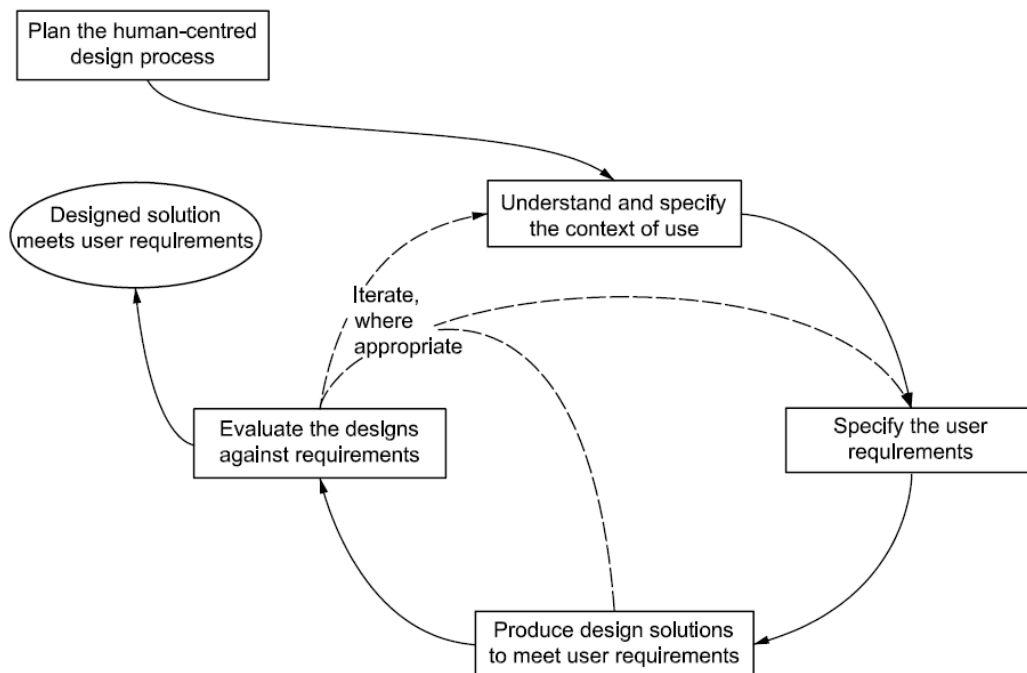 Plan the human-centred
design process
Understand and specify
the context of use
Designed solution
meets user requirements
Iterate,
where
appropriate
Evaluate the designs
against requirements
Specify the user
requirements
Produce design solutions
to meet user requirements